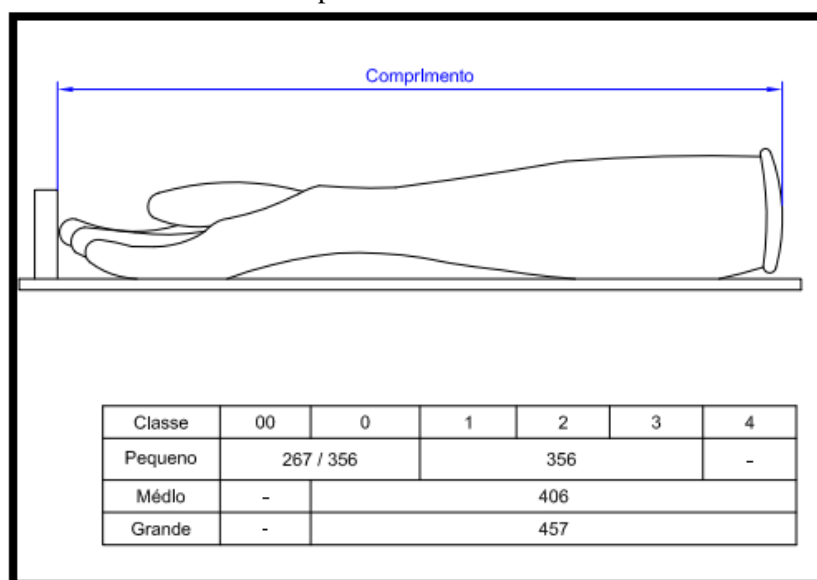 Comprimento
Classe 00 0 1 2 3 4
Pequeno 267 / 356 356 -
Médio - 406
Grande - 457